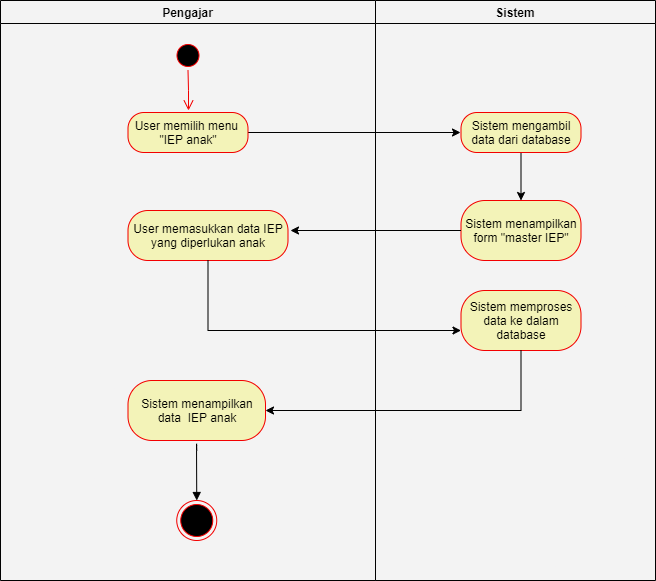 Pengajar
Sistem
User memilih menu
"IEP anak"
Sistem mengambil
data dari database
Sistem menampilkan
form "master IEP"
User memasukkan data IEP
yang diperlukan anak
Sistem memproses
data ke dalam
database
Sistem menampilkan
data IEP anak